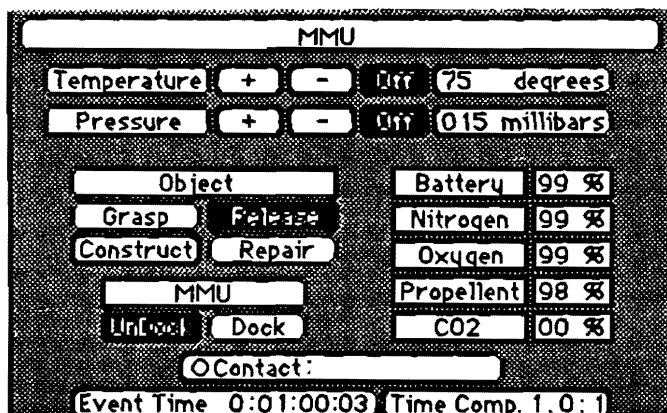 MMU
Temperature + - Off 75 degrees
Pressure + - Off 015 millibars
Object
Grasp Release
Construct Repair
MMU
UnDock Dock
Battery 99 %
Nitrogen 99 %
Oxygen 99 %
Propellent 98 %
CO2 00 %
Contact:
Event Time 0:01:00:03 Time Comp. 1.0:1